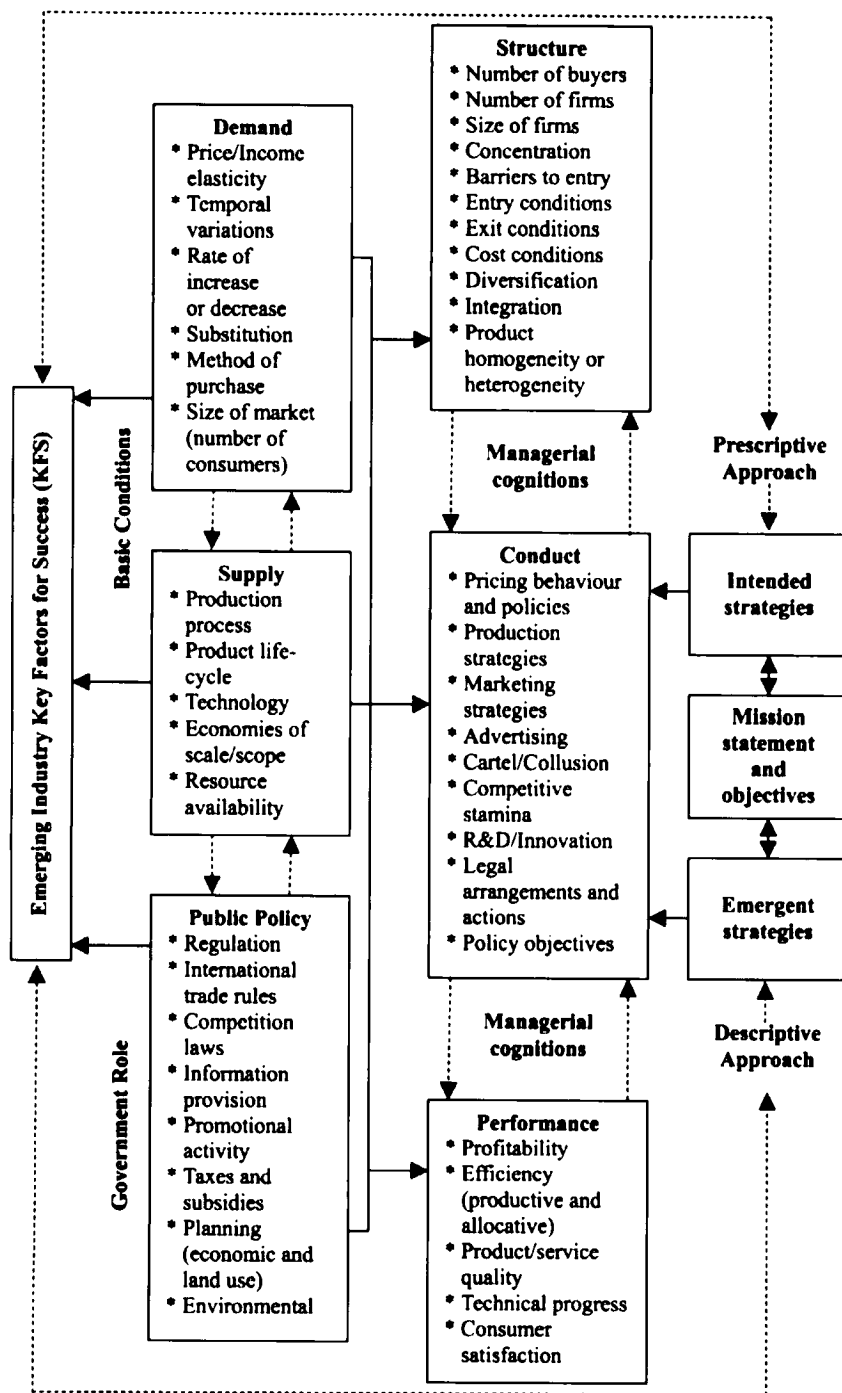 Structure
* Number of buyers
* Number of firms
* Size of firms
* Concentration
* Barriers to entry
* Entry conditions
* Exit conditions
* Cost conditions
* Diversification
* Integration
* Product
homogeneity or
heterogeneity
Demand
* Price/Income
elasticity
* Temporal
variations
* Rate of
increase
or decrease
* Substitution
* Method of
purchase
* Size of market
(number of
consumers)
Emerging Industry Key Factors for Success (KFS)
Basic Conditions
Managerial
cognitions
Prescriptive
Approach
Supply
* Production
process
* Product life-
cycle
* Technology
* Economies of
scale/scope
* Resource
availability
Conduct
* Pricing behaviour
and policies
* Production
strategies
* Marketing
strategies
* Advertising
* Cartel/Collusion
* Competitive
stamina
* R&D/Innovation
* Legal
arrangements and
actions
* Policy objectives
Intended
strategies
Mission
statement
and
objectives
Emergent
strategies
Government Role
Public Policy
* Regulation
* International
trade rules
* Competition
laws
* Information
provision
* Promotional
activity
* Taxes and
subsidies
* Planning
(economic and
land use)
* Environmental
Managerial
cognitions
Descriptive
Approach
Performance
* Profitability
* Efficiency
(productive and
allocative)
* Product/service
quality
* Technical progress
* Consumer
satisfaction